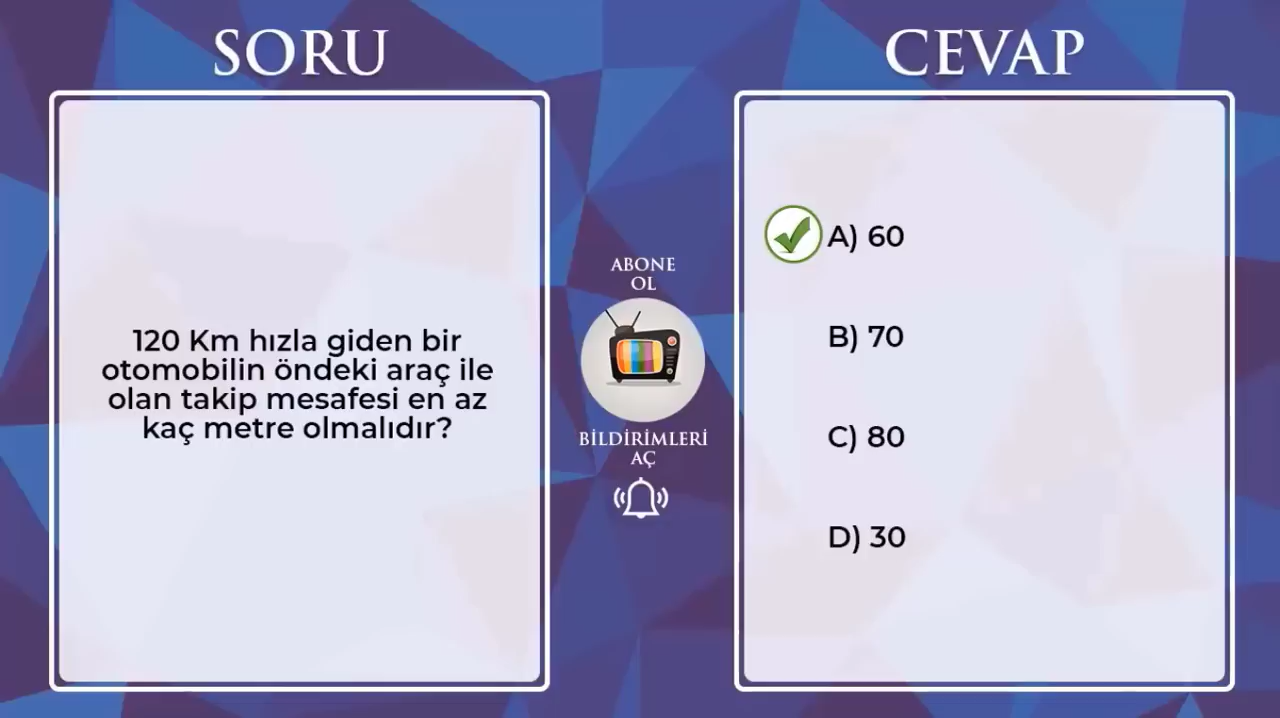 SORU
120 Km hızla giden bir
otomobilin öndeki araç ile
olan takip mesafesi en az
kaç metre olmalıdır?
ABONE
OL
BİLDİRİMLERİ
AÇ
CEVAP
A) 60
B) 70
C) 80
D) 30